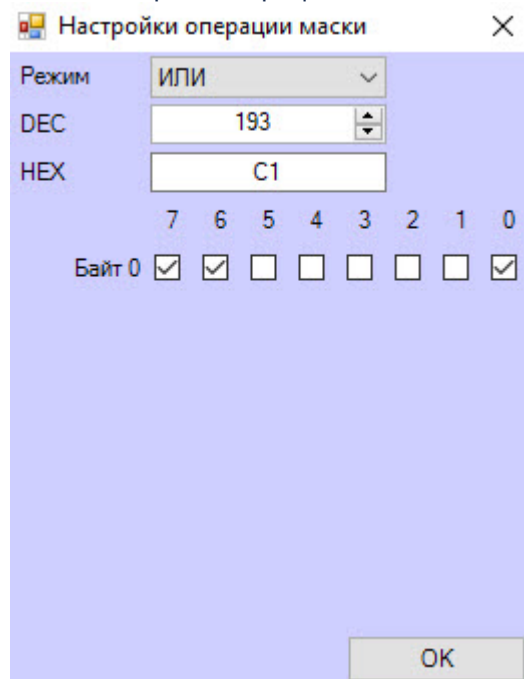 Настройки операции маски
Режим ИЛИ
DEC 193
HEX C1
7 6 5 4 3 2 1 0
Байт 0
OK